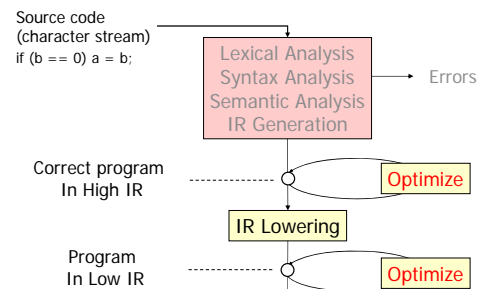 Source code
(character stream)
if (b == 0) a = b;
Lexical Analysis
Syntax Analysis
Semantic Analysis
IR Generation
Errors
Correct program
In High IR
Optimize
IR Lowering
Program
In Low IR
Optimize